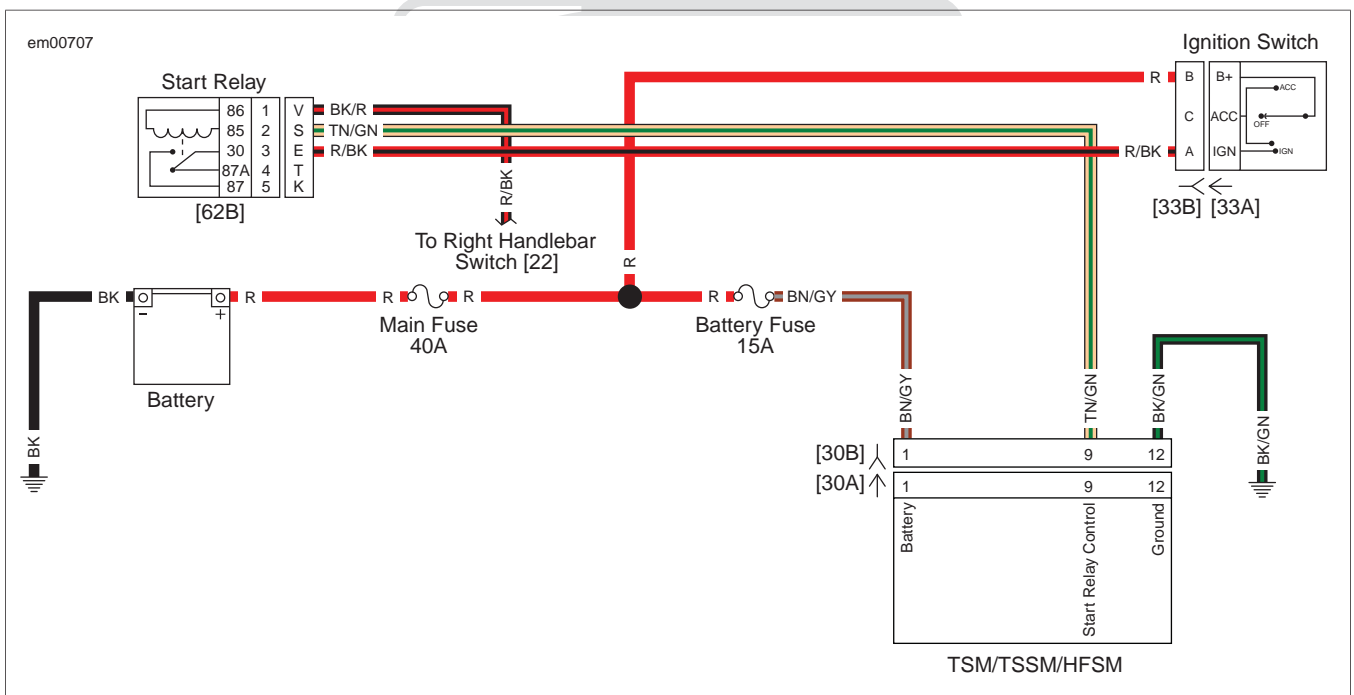 em00707
Ignition Switch
Start Relay
R B B+
ACC
86 1 V BK/R
C ACC
OFF
85 2 S TN/GN
30 3 E R/BK
R/BK A IGN
IGN
87A 4 T
87 5 K
R/BK
[62B]
[33B] [33A]
To Right Handlebar
Switch [22]
R
BK - + R R R R BN/GY
Main Fuse
40A
Battery Fuse
15A
Battery
BK
BN/GY
TN/GN
BK/GN
BK/GN
[30B] 1 9 12
[30A] 1 9 12
Battery
Start Relay Control
Ground
TSM/TSSM/HFSM